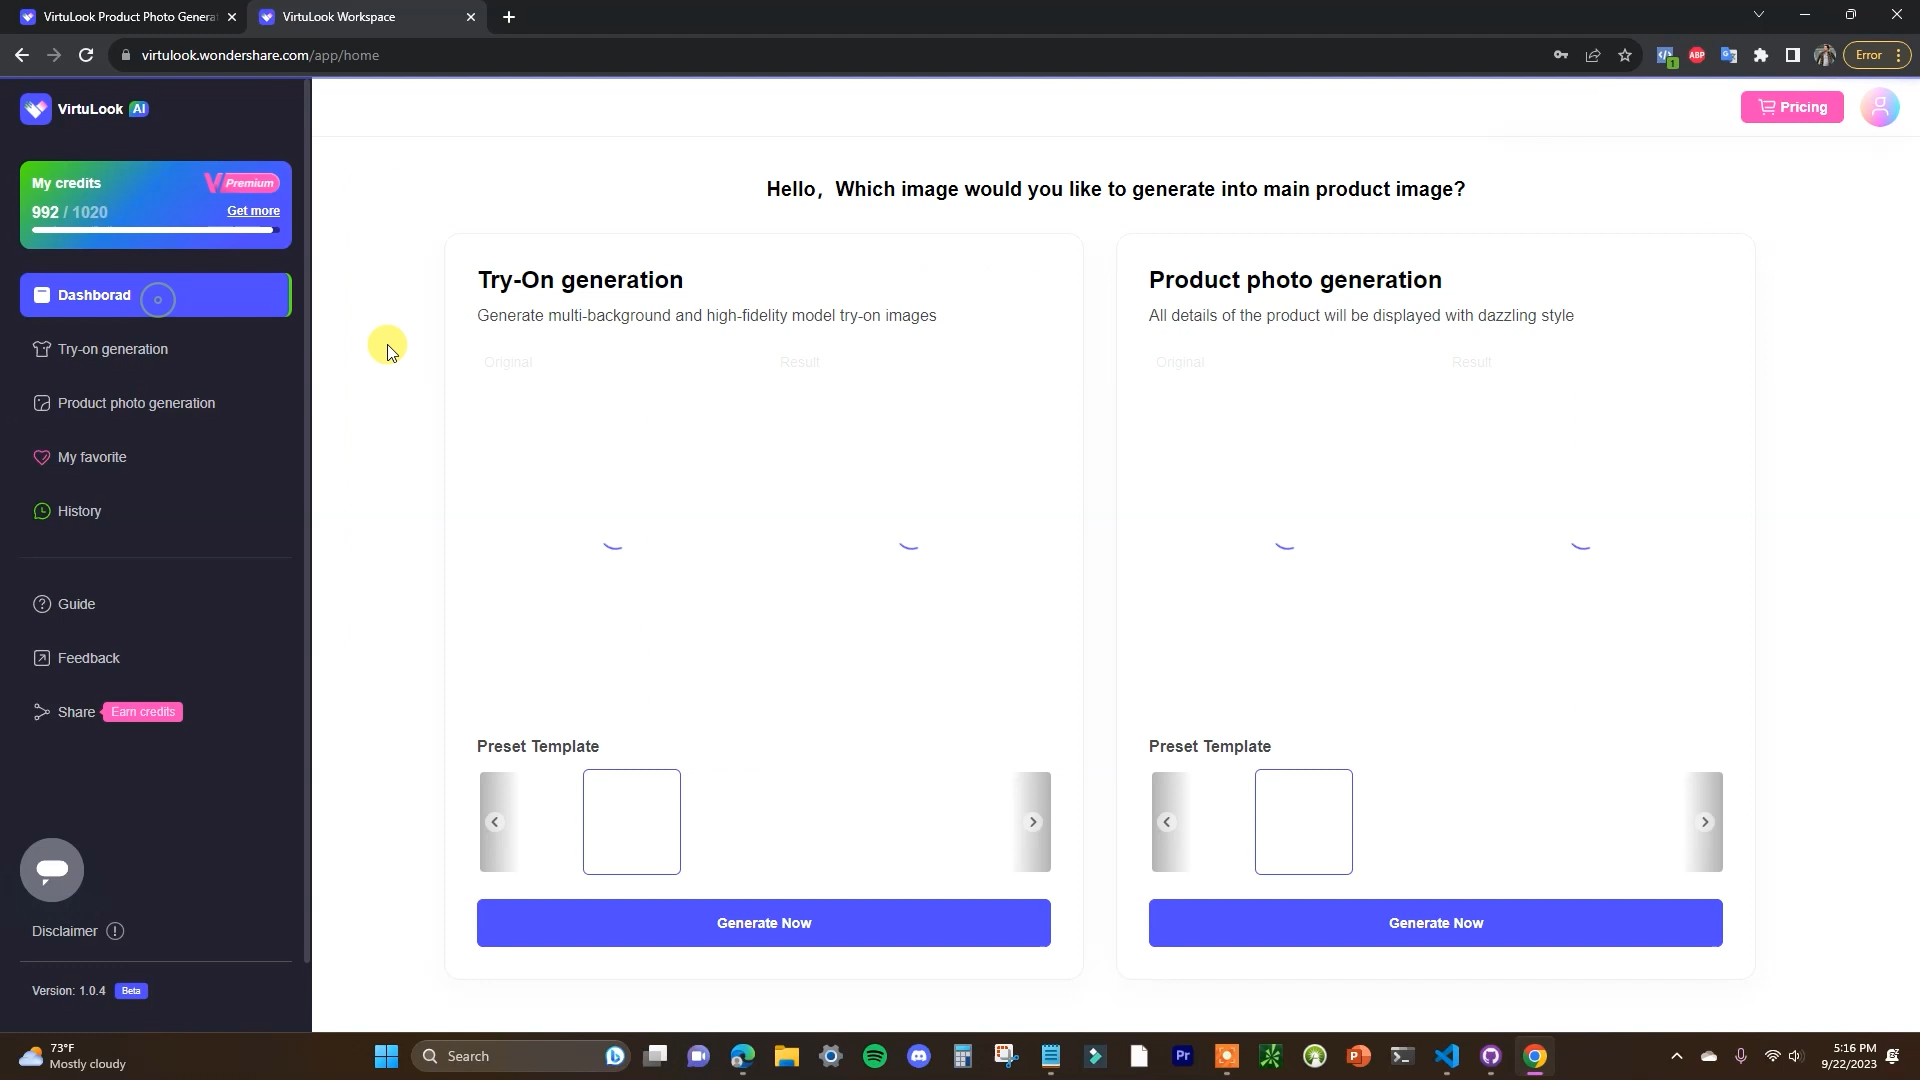 VirtuLook Product Photo Generat
VirtuLook Workspace
virtulook.wondershare.com/app/home
1
ABP
Error
VirtuLook AI
Pricing
My credits
Premium
992 / 1020
Get more
Hello, Which image would you like to generate into main product image?
Dashborad
Try-on generation
Product photo generation
My favorite
History
Guide
Feedback
Share
Earn credits
Disclaimer
Version: 1.0.4
Beta
Try-On generation
Generate multi-background and high-fidelity model try-on images
Original
Result
Preset Template
Generate Now
Product photo generation
All details of the product will be displayed with dazzling style
Original
Result
Preset Template
Generate Now
73°F
Mostly cloudy
Search
Pr
5:16 PM
9/22/2023